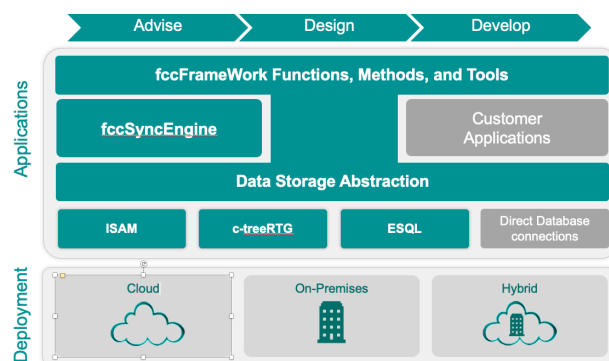 Advise
Design
Develop
Applications
fccFrameWork Functions, Methods, and Tools
fccSyncEngine
Customer
Applications
Data Storage Abstraction
ISAM
c-treeRTG
ESQL
Direct Database
connections
Deployment
Cloud
On-Premises
Hybrid